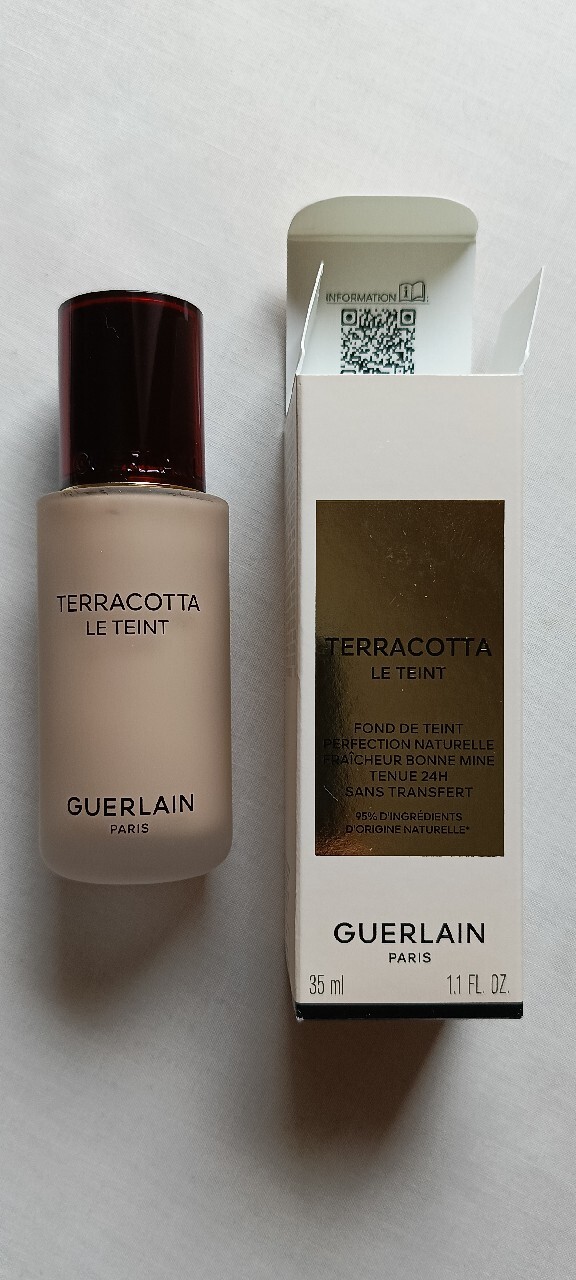 TERRACOTTA
LE TEINT
GUERLAIN
PARIS
INFORMATION
TERRACOTTA
LE TEINT
FOND DE TEINT
PERFECTION NATURELLE
FRAÎCHEUR BONNE MINE
TENUE 24H
SANS TRANSFERT
95% D'INGRÉDIENTS
D'ORIGINE NATURELLE*
GUERLAIN
PARIS
35 ml 1.1 FL. OZ.